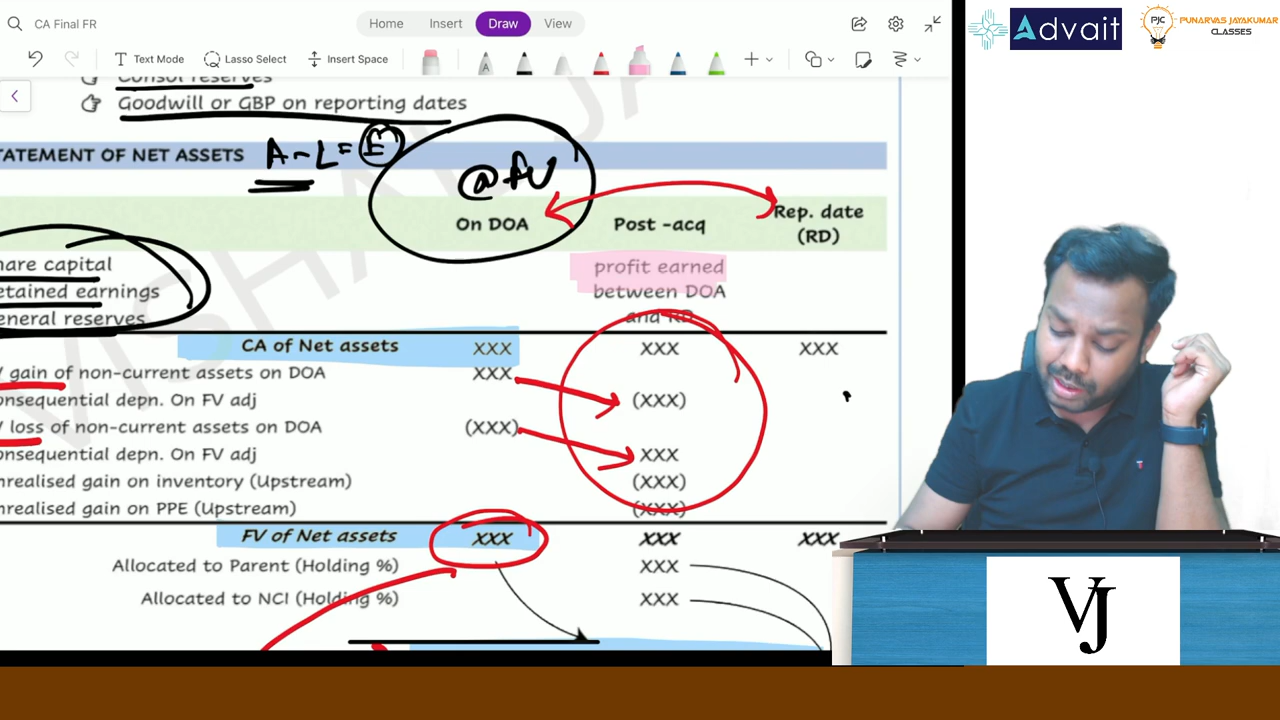 CA Final FR
Home Insert Draw View
Advait
PJC
PUNARVAS JAYAKUMAR
CLASSES
Text Mode Lasso Select Insert Space
Consol reserves
Goodwill or GBP on reporting dates
TATEMENT OF NET ASSETS A - L = E
@ FV
On DOA Post -acq Rep. date
(RD)
hare capital profit earned
etained earnings between DOA
eneral reserves and RD
CA of Net assets XXX XXX XXX
V gain of non-current assets on DOA XXX
onsequential depn. On FV adj (XXX)
V loss of non-current assets on DOA (XXX)
onsequential depn. On FV adj XXX
nrealised gain on inventory (Upstream) (XXX)
nrealised gain on PPE (Upstream) (XXX)
FV of Net assets XXX XXX XXX
Allocated to Parent (Holding %) XXX
Allocated to NCI (Holding %) XXX
VJ